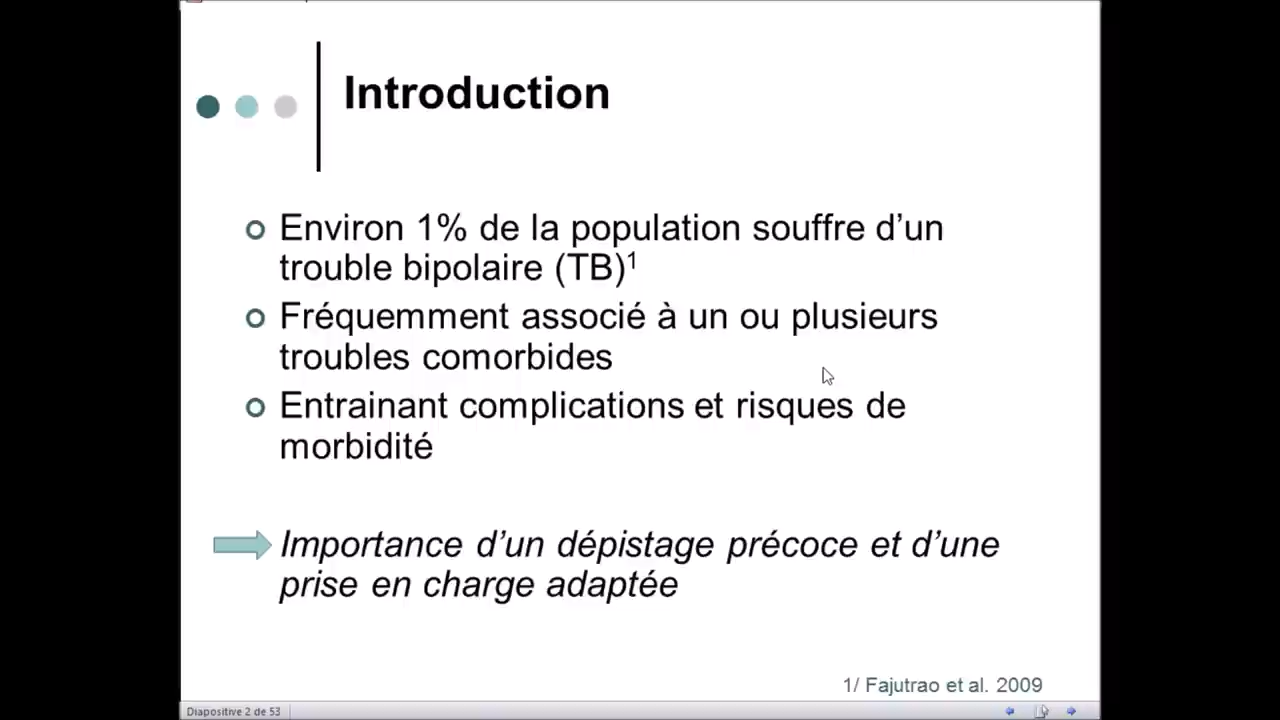 Introduction
Environ 1% de la population souffre d’un
trouble bipolaire (TB)¹
Fréquemment associé à un ou plusieurs
troubles comorbides
Entrainant complications et risques de
morbidité
Importance d’un dépistage précoce et d’une
prise en charge adaptée
1/ Fajutrao et al. 2009
Diapositive 2 de 53